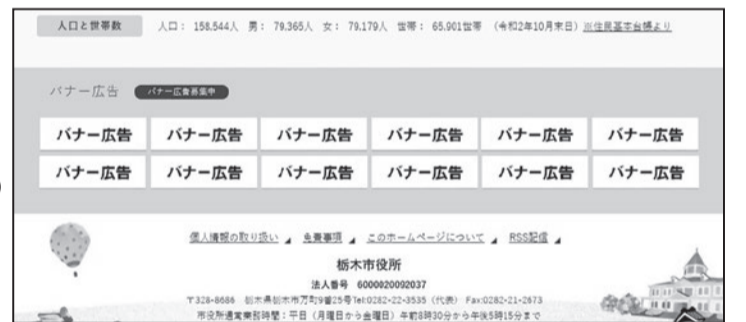 人口と世帯数 人口： 158,544人 男： 79,365人 女： 79,179人 世帯： 65,901世帯 （令和2年10月末日） ※住民基本台帳より
バナー広告 バナー広告募集中
バナー広告 バナー広告 バナー広告 バナー広告 バナー広告 バナー広告
バナー広告 バナー広告 バナー広告 バナー広告 バナー広告 バナー広告
個人情報の取り扱い 免責事項 このホームページについて RSS配信
栃木市役所
法人番号 6000020092037
〒328-8686 栃木県栃木市万町9番25号 Tel:0282-22-3535（代表） Fax:0282-21-2673
市役所通常業務時間：平日（月曜日から金曜日）午前8時30分から午後5時15分まで